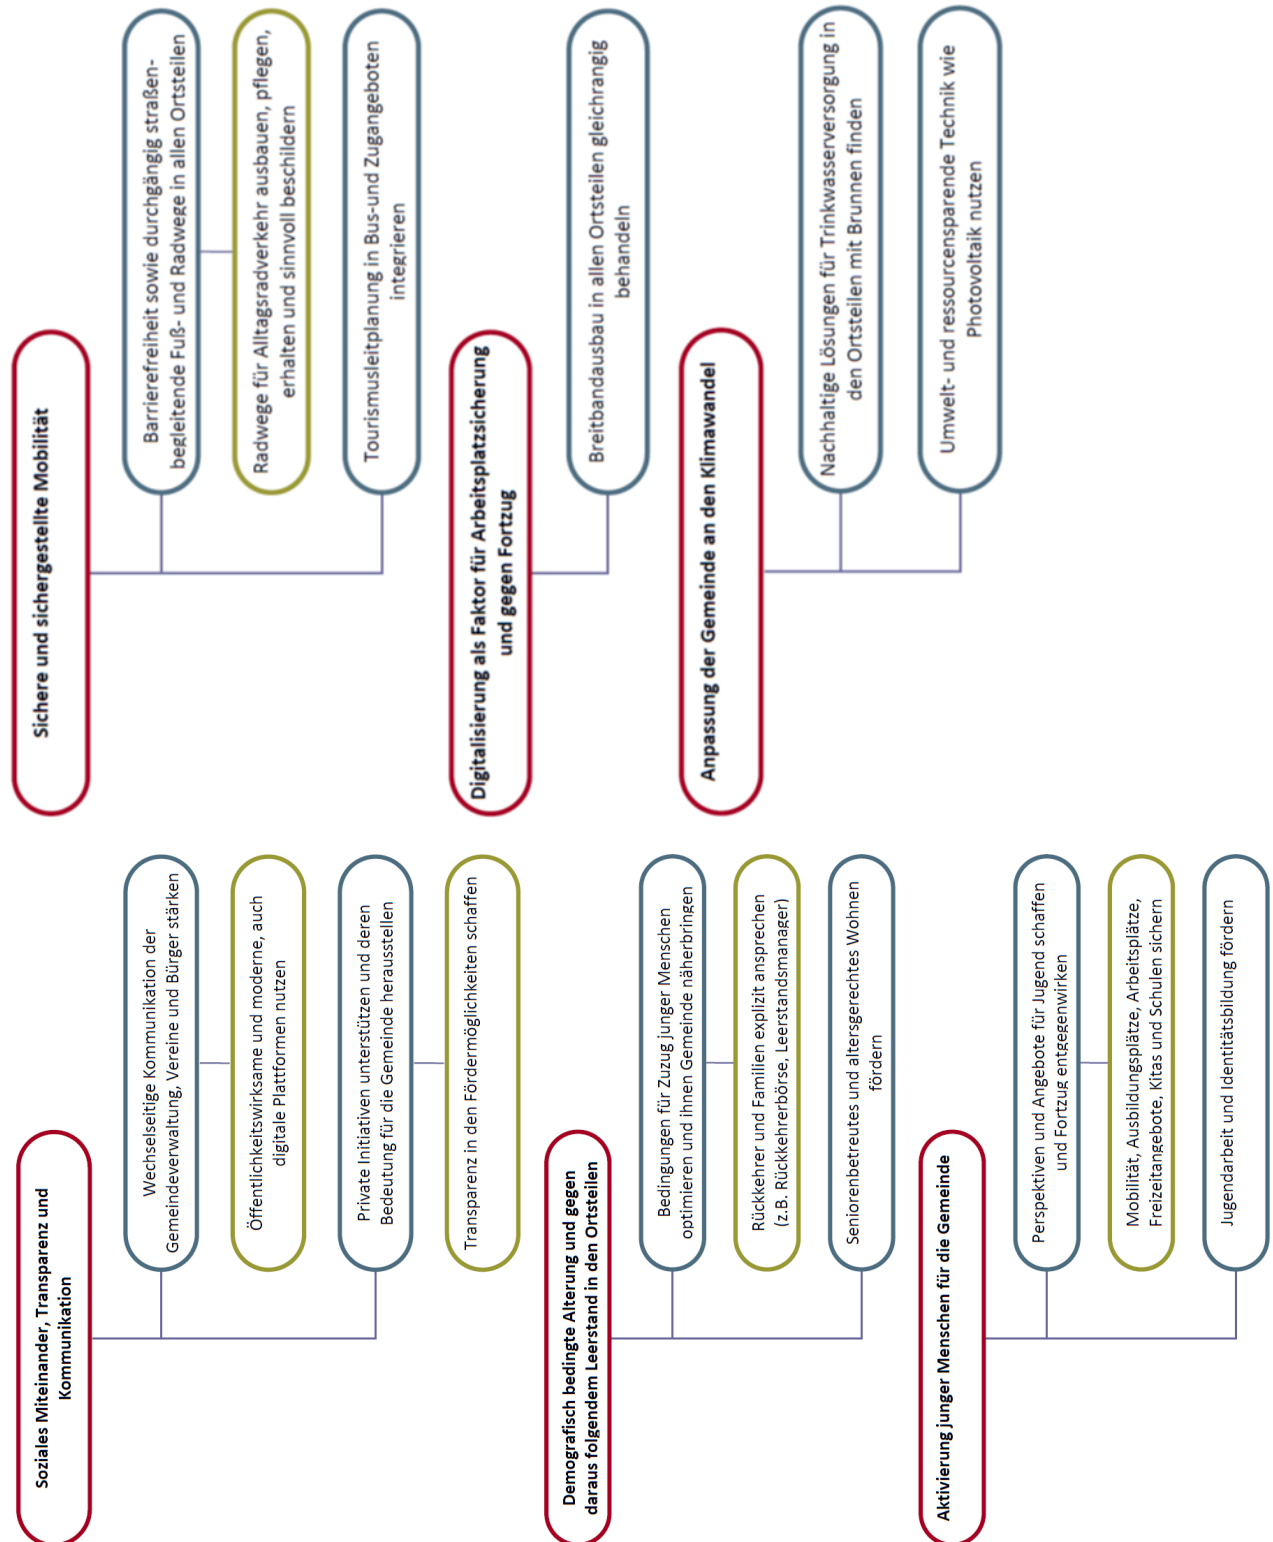 Soziales Miteinander, Transparenz und
Kommunikation
Wechselseitige Kommunikation der
Gemeindeverwaltung, Vereine und Bürger stärken
Öffentlichkeitswirksame und moderne, auch
digitale Plattformen nutzen
Private Initiativen unterstützen und deren
Bedeutung für die Gemeinde herausstellen
Transparenz in den Fördermöglichkeiten schaffen
Demografisch bedingte Alterung und gegen
daraus folgendem Leerstand in den Ortsteilen
Bedingungen für Zuzug junger Menschen
optimieren und ihnen Gemeinde näherbringen
Rückkehrer und Familien explizit ansprechen
(z.B. Rückkehrerbörse, Leerstandsmanager)
Seniorenbetreutes und altersgerechtes Wohnen
fördern
Aktivierung junger Menschen für die Gemeinde
Perspektiven und Angebote für Jugend schaffen
und Fortzug entgegenwirken
Mobilität, Ausbildungsplätze, Arbeitsplätze,
Freizeitangebote, Kitas und Schulen sichern
Jugendarbeit und Identitätsbildung fördern
Sichere und sichergestellte Mobilität
Barrierefreiheit sowie durchgängig straßen-
begleitende Fuß- und Radwege in allen Ortsteilen
Radwege für Alltagsradverkehr ausbauen, pflegen,
erhalten und sinnvoll beschildern
Tourismusleitplanung in Bus-und Zugangeboten
integrieren
Digitalisierung als Faktor für Arbeitsplatzsicherung
und gegen Fortzug
Breitbandausbau in allen Ortsteilen gleichrangig
behandeln
Anpassung der Gemeinde an den Klimawandel
Nachhaltige Lösungen für Trinkwasserversorgung in
den Ortsteilen mit Brunnen finden
Umwelt- und ressourcensparende Technik wie
Photovoltaik nutzen